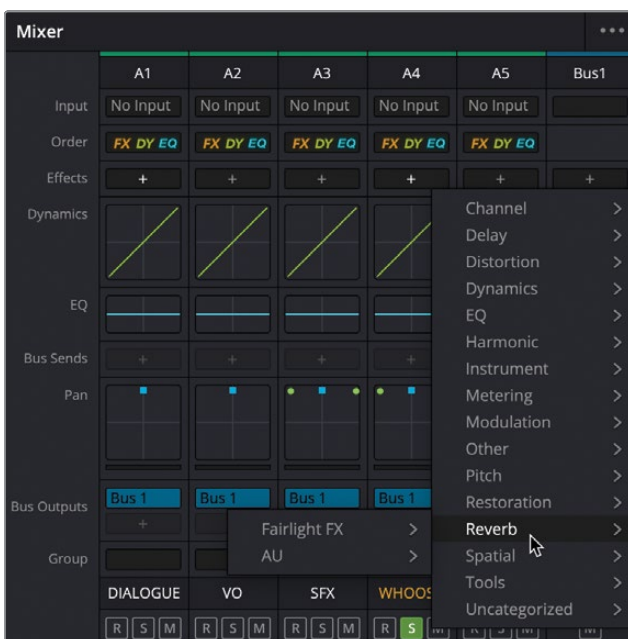 Mixer
A1 A2 A3 A4 A5 Bus1
Input No Input No Input No Input No Input No Input
Order FX DY EQ FX DY EQ FX DY EQ FX DY EQ FX DY EQ
Effects + + + + + +
Channel >
Dynamics
Delay >
Distortion >
Dynamics >
EQ
EQ >
Harmonic >
Bus Sends + + + +
Instrument >
Metering >
Pan
Modulation >
Other >
Pitch >
Bus Outputs Bus 1 Bus 1 Bus 1 Bus 1
Restoration >
+
Fairlight FX >
Reverb >
Group
AU >
Spatial >
DIALOGUE VO SFX WHOOS
Tools >
Uncategorized >
R S M R S M R S M R S M R S M M